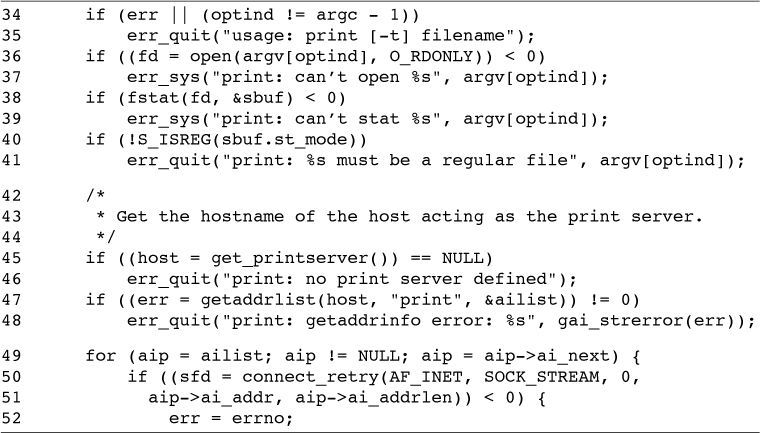 34 if (err || (optind != argc - 1))
35 err_quit("usage: print [-t] filename");
36 if ((fd = open(argv[optind], O_RDONLY)) < 0)
37 err_sys("print: can't open %s", argv[optind]);
38 if (fstat(fd, &sbuf) < 0)
39 err_sys("print: can't stat %s", argv[optind]);
40 if (!S_ISREG(sbuf.st_mode))
41 err_quit("print: %s must be a regular file", argv[optind]);
42 /*
43 * Get the hostname of the host acting as the print server.
44 */
45 if ((host = get_printserver()) == NULL)
46 err_quit("print: no print server defined");
47 if ((err = getaddrlist(host, "print", &ailist)) != 0)
48 err_quit("print: getaddrinfo error: %s", gai_strerror(err));
49 for (aip = ailist; aip != NULL; aip = aip->ai_next) {
50 if ((sfd = connect_retry(AF_INET, SOCK_STREAM, 0,
51 aip->ai_addr, aip->ai_addrlen)) < 0) {
52 err = errno;